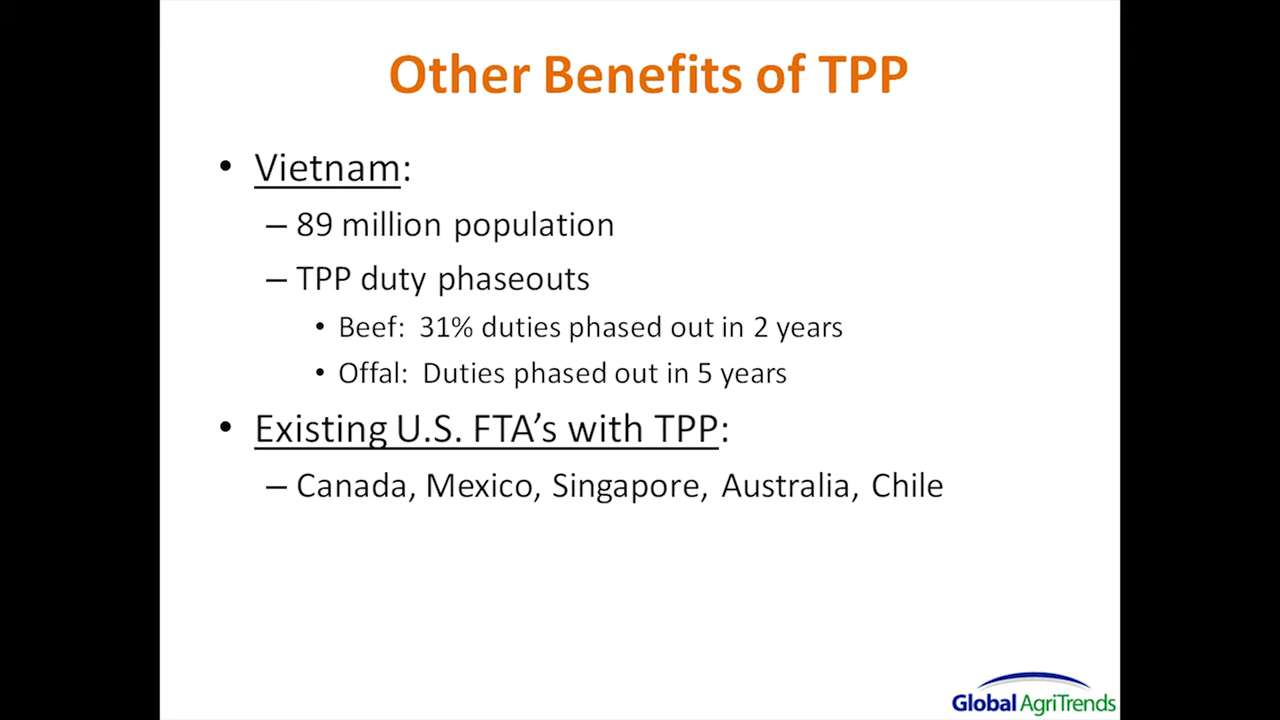 Other Benefits of TPP
• Vietnam:
– 89 million population
– TPP duty phaseouts
• Beef: 31% duties phased out in 2 years
• Offal: Duties phased out in 5 years
• Existing U.S. FTA’s with TPP:
– Canada, Mexico, Singapore, Australia, Chile
Global AgriTrends